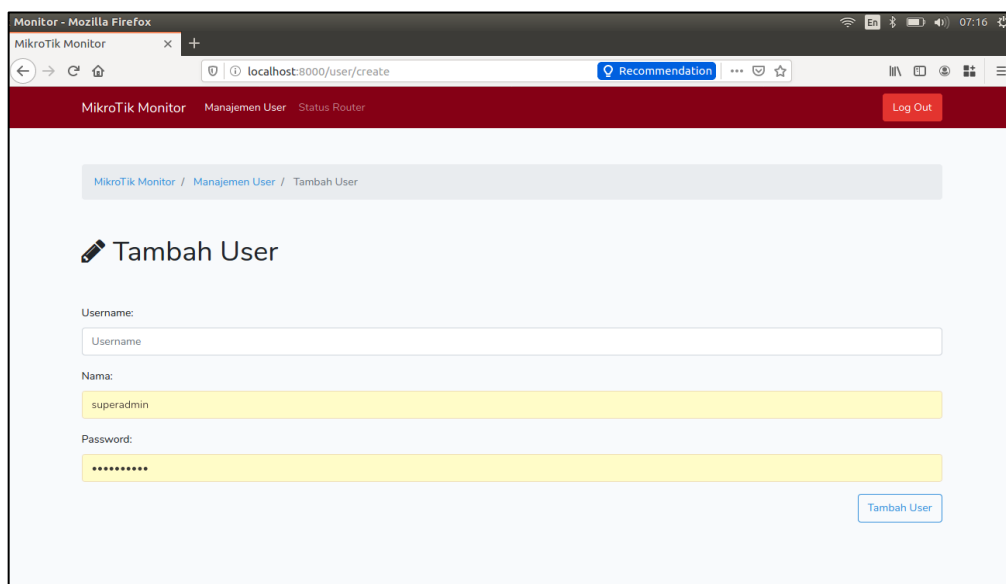 Monitor - Mozilla Firefox
En
07:16
MikroTik Monitor
localhost:8000/user/create
Recommendation
MikroTik Monitor Manajemen User Status Router Log Out
MikroTik Monitor / Manajemen User / Tambah User
Tambah User
Username:
Username
Nama:
superadmin
Password:
••••••••••
Tambah User